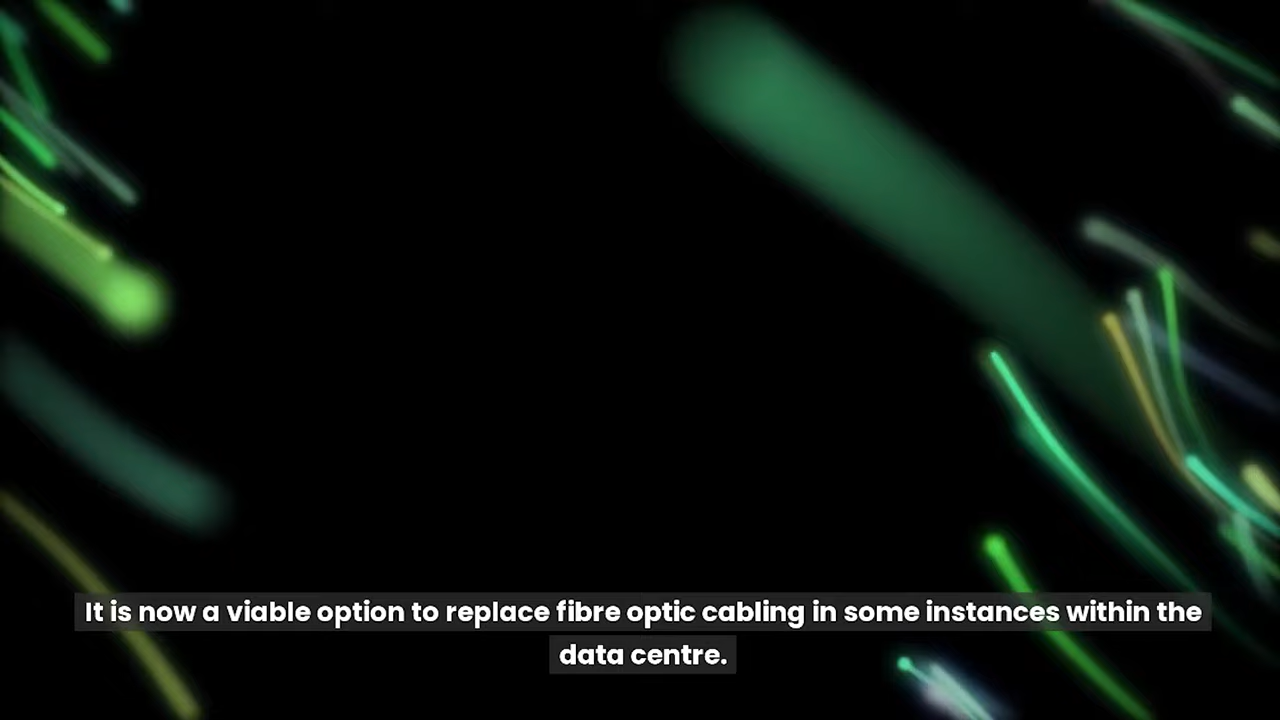 It is now a viable option to replace fibre optic cabling in some instances within the
data centre.